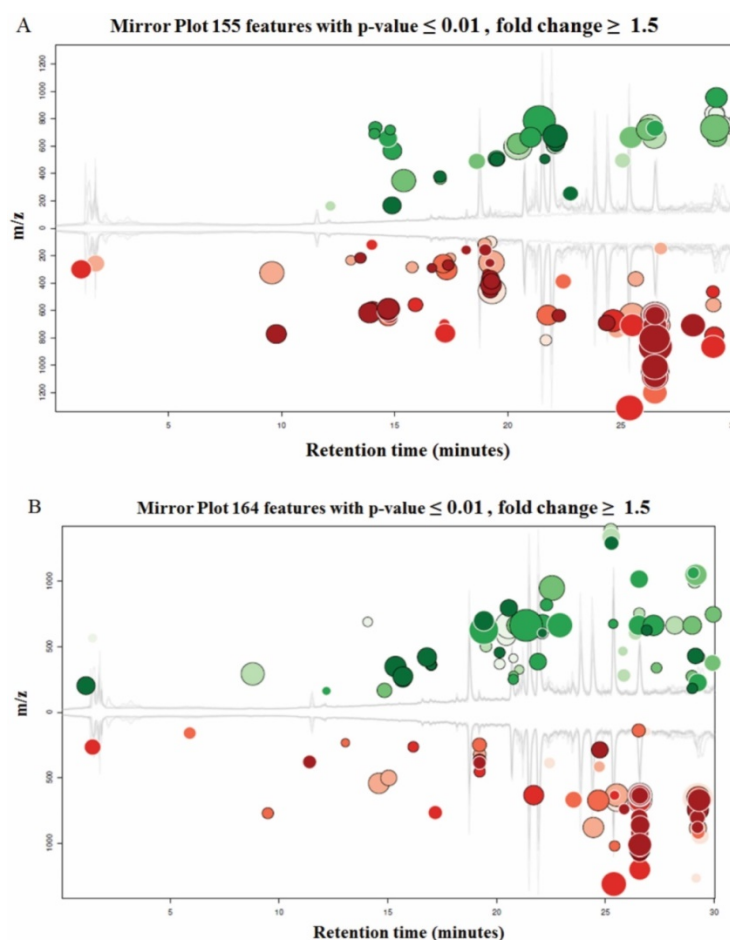 A
Mirror Plot 155 features with p-value ≤ 0.01 , fold change ≥ 1.5
1200
1000
800
600
400
200
0
200
400
600
800
1000
1200
m/z
5 10 15 20 25 30
Retention time (minutes)
B
Mirror Plot 164 features with p-value ≤ 0.01 , fold change ≥ 1.5
1000
500
0
500
1000
m/z
5 10 15 20 25 30
Retention time (minutes)